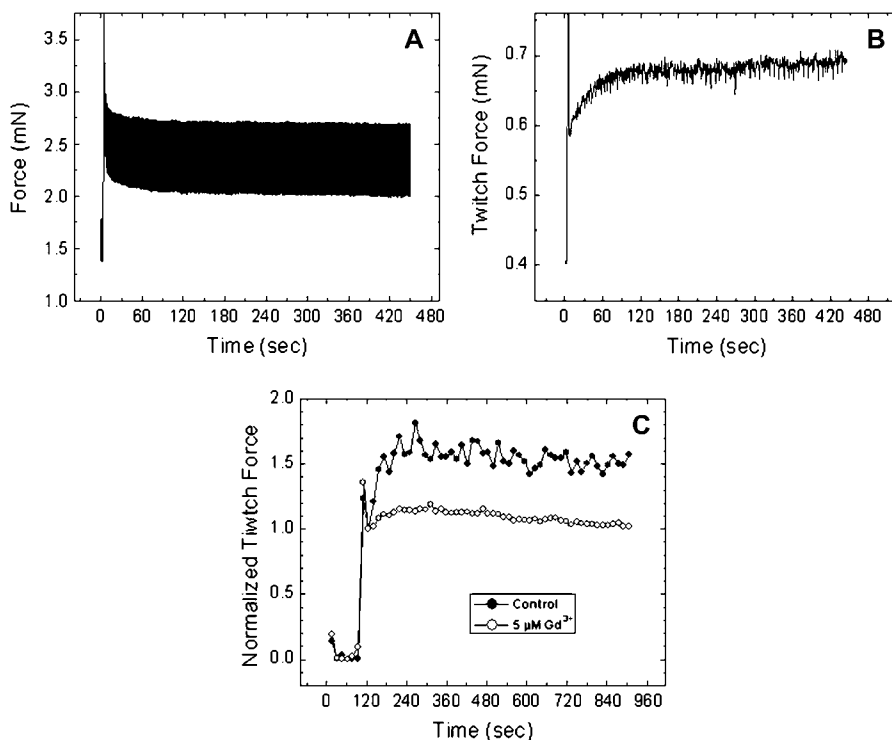 A
3.5
3.0
2.5
2.0
1.5
1.0
Force (mN)
0 60 120 180 240 300 360 420 480
Time (sec)
B
0.7
0.6
0.5
0.4
Twitch Force (mN)
0 60 120 180 240 300 360 420 480
Time (sec)
C
2.0
1.5
1.0
0.5
0.0
Normalized Tiwtch Force
Control
5 μM Gd³⁺
0 120 240 360 480 600 720 840 960
Time (sec)